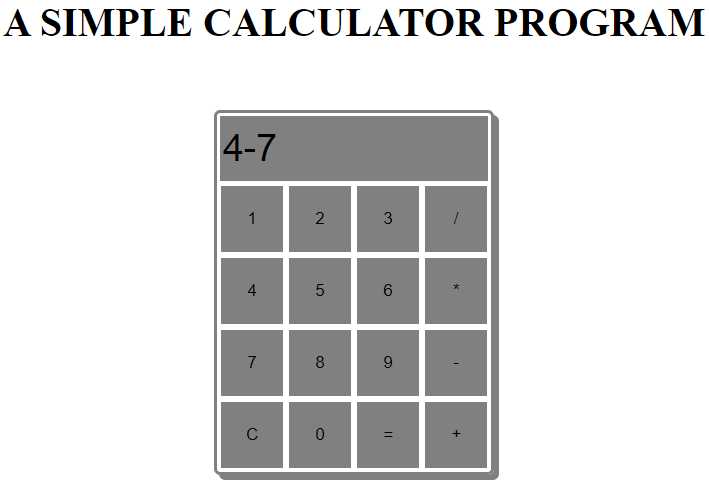 A SIMPLE CALCULATOR PROGRAM
4-7
1 2 3 /
4 5 6 *
7 8 9 -
C 0 = +